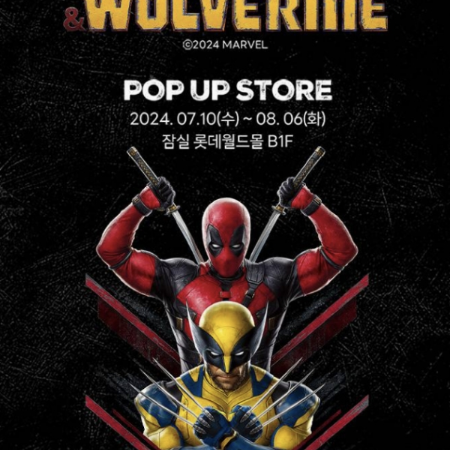 & WOLVERINE
©2024 MARVEL
POP UP STORE
2024. 07.10(수) ~ 08. 06(화)
잠실 롯데월드몰 B1F